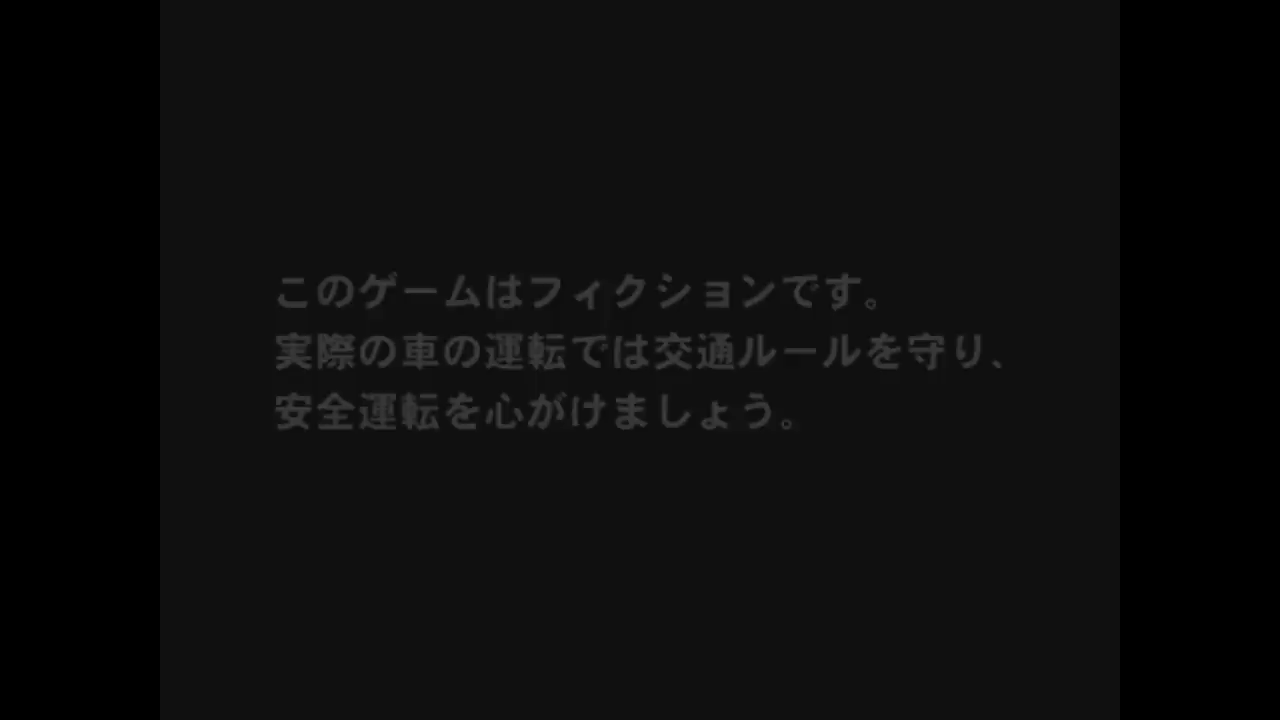 このゲームはフィクションです。
実際の車の運転では交通ルールを守り、
安全運転を心がけましょう。